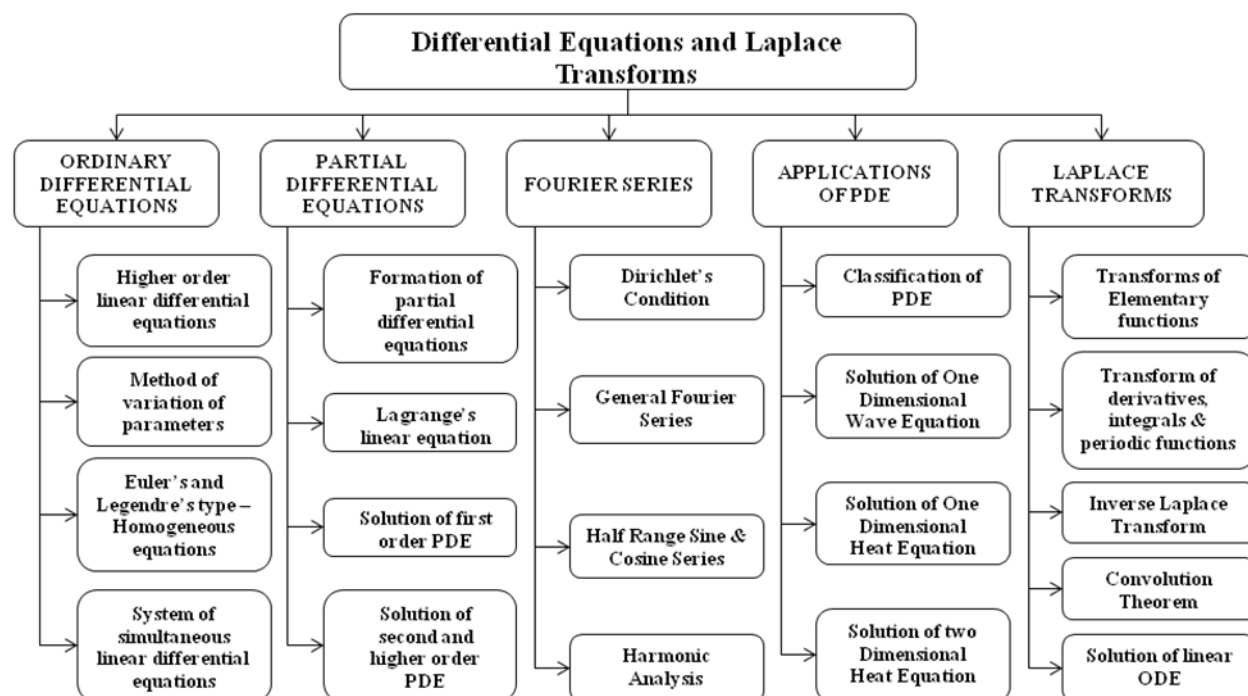 Differential Equations and Laplace
Transforms
ORDINARY
DIFFERENTIAL
EQUATIONS
PARTIAL
DIFFERENTIAL
EQUATIONS
FOURIER SERIES
APPLICATIONS
OF PDE
LAPLACE
TRANSFORMS
Higher order
linear differential
equations
Method of
variation of
parameters
Euler's and
Legendre's type –
Homogeneous
equations
System of
simultaneous
linear differential
equations
Formation of
partial
differential
equations
Lagrange's
linear equation
Solution of first
order PDE
Solution of
second and
higher order
PDE
Dirichlet's
Condition
General Fourier
Series
Half Range Sine &
Cosine Series
Harmonic
Analysis
Classification of
PDE
Solution of One
Dimensional
Wave Equation
Solution of One
Dimensional
Heat Equation
Solution of two
Dimensional
Heat Equation
Transforms of
Elementary
functions
Transform of
derivatives,
integrals &
periodic functions
Inverse Laplace
Transform
Convolution
Theorem
Solution of linear
ODE